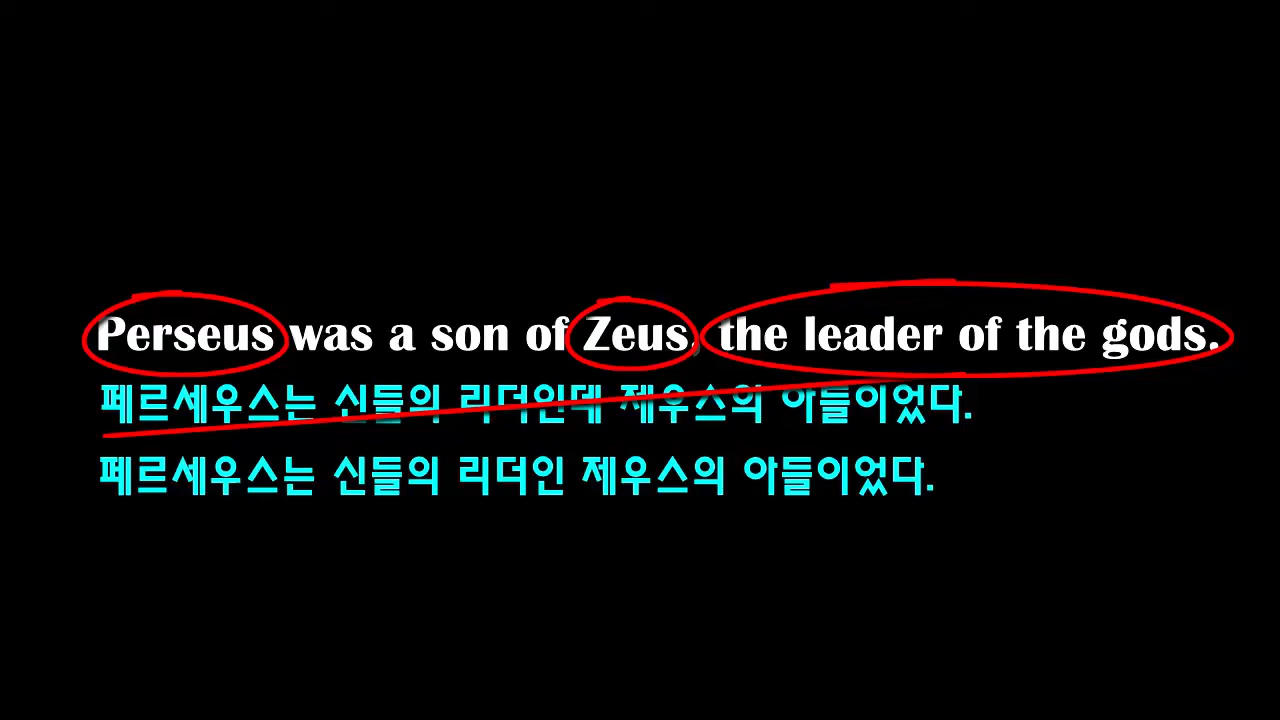 Perseus was a son of Zeus, the leader of the gods.
페르세우스는 신들의 리더인데 제우스의 아들이었다.
페르세우스는 신들의 리더인 제우스의 아들이었다.